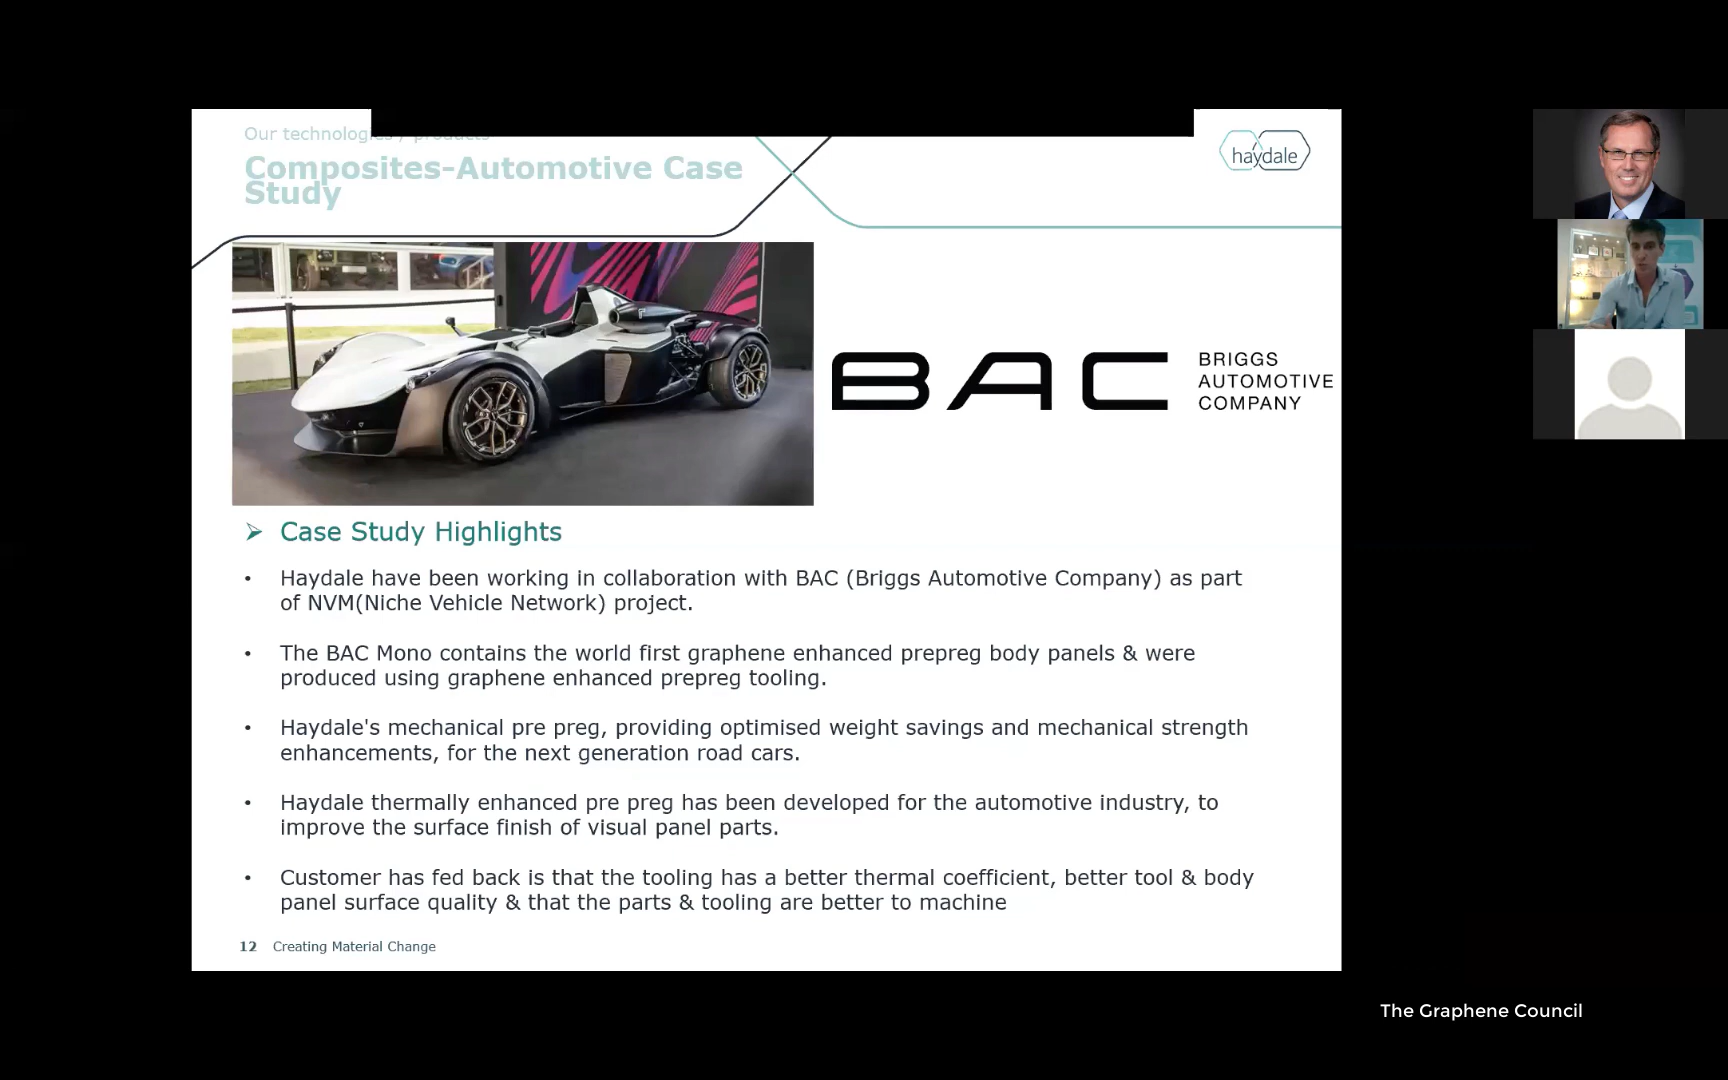 Our technologies / products
Composites-Automotive Case
Study
haydale
BAC
BRIGGS
AUTOMOTIVE
COMPANY
➢ Case Study Highlights
• Haydale have been working in collaboration with BAC (Briggs Automotive Company) as part
of NVM(Niche Vehicle Network) project.
• The BAC Mono contains the world first graphene enhanced prepreg body panels & were
produced using graphene enhanced prepreg tooling.
• Haydale's mechanical pre preg, providing optimised weight savings and mechanical strength
enhancements, for the next generation road cars.
• Haydale thermally enhanced pre preg has been developed for the automotive industry, to
improve the surface finish of visual panel parts.
• Customer has fed back is that the tooling has a better thermal coefficient, better tool & body
panel surface quality & that the parts & tooling are better to machine
12 Creating Material Change
The Graphene Council